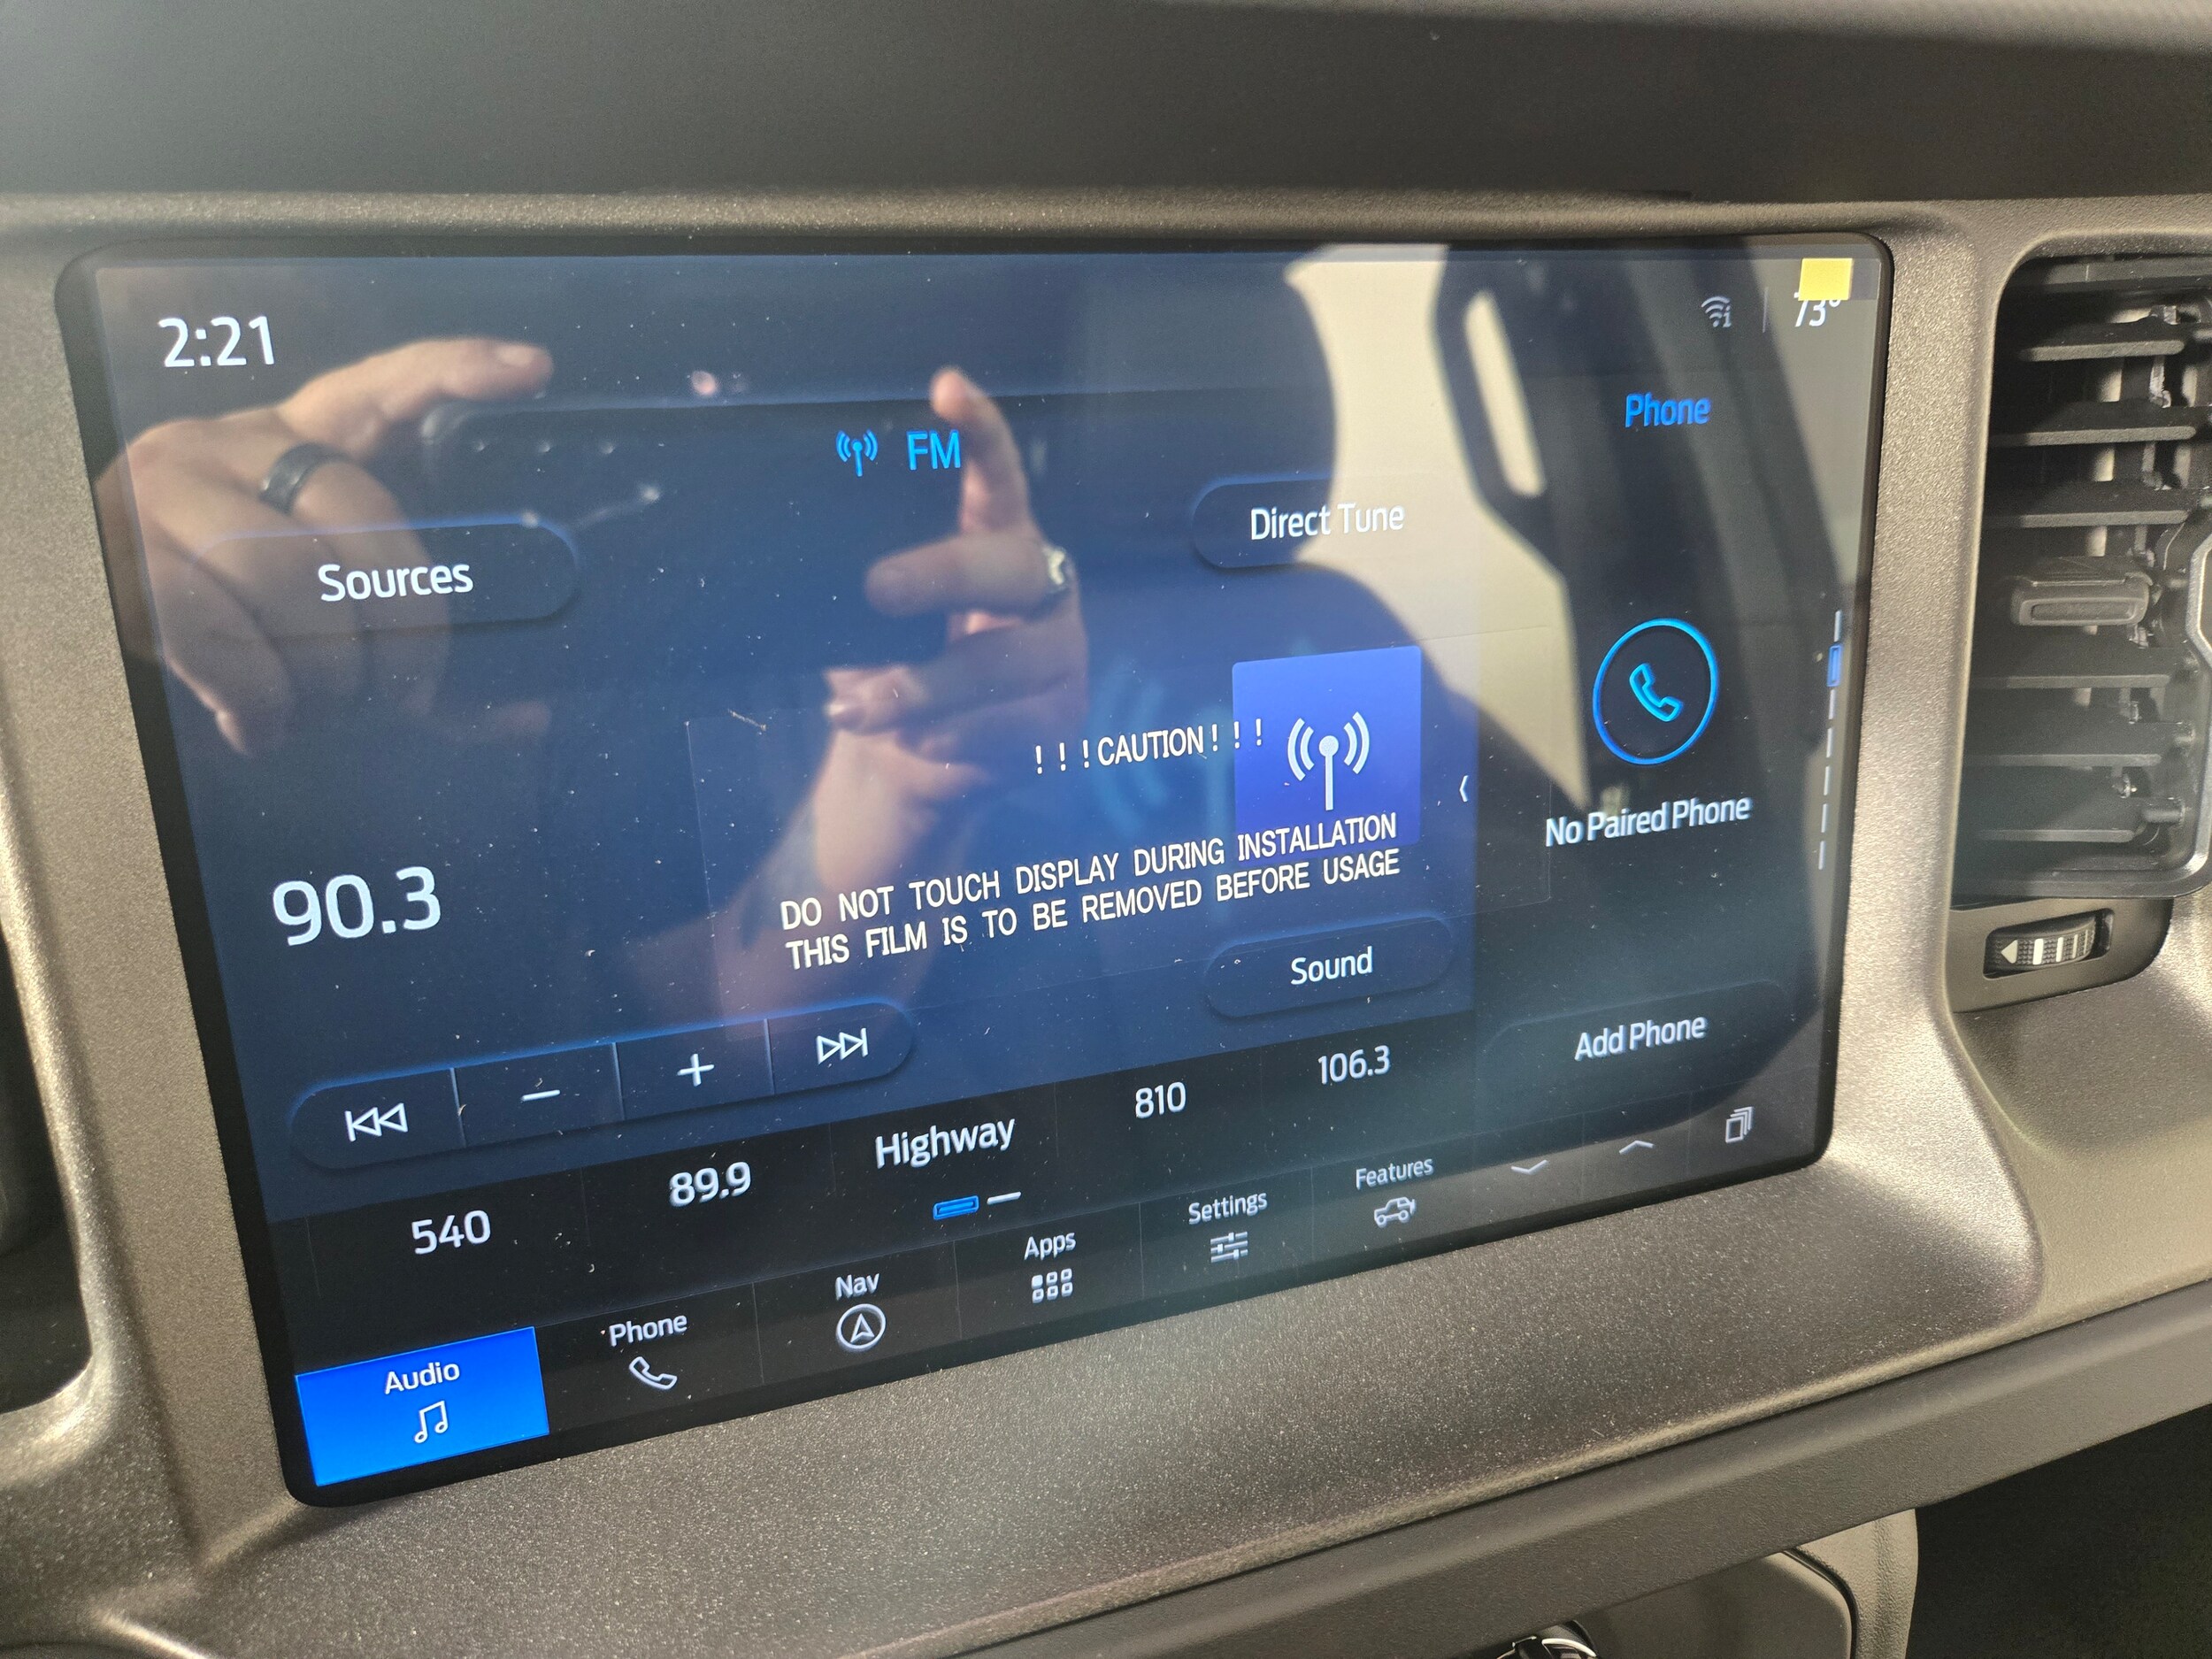 2:21
73°
FM
Phone
Sources
Direct Tune
! ! ! CAUTION ! ! !
DO NOT TOUCH DISPLAY DURING INSTALLATION
THIS FILM IS TO BE REMOVED BEFORE USAGE
No Paired Phone
90.3
Sound
Add Phone
540
89.9
Highway
810
106.3
Audio
Phone
Nav
Apps
Settings
Features